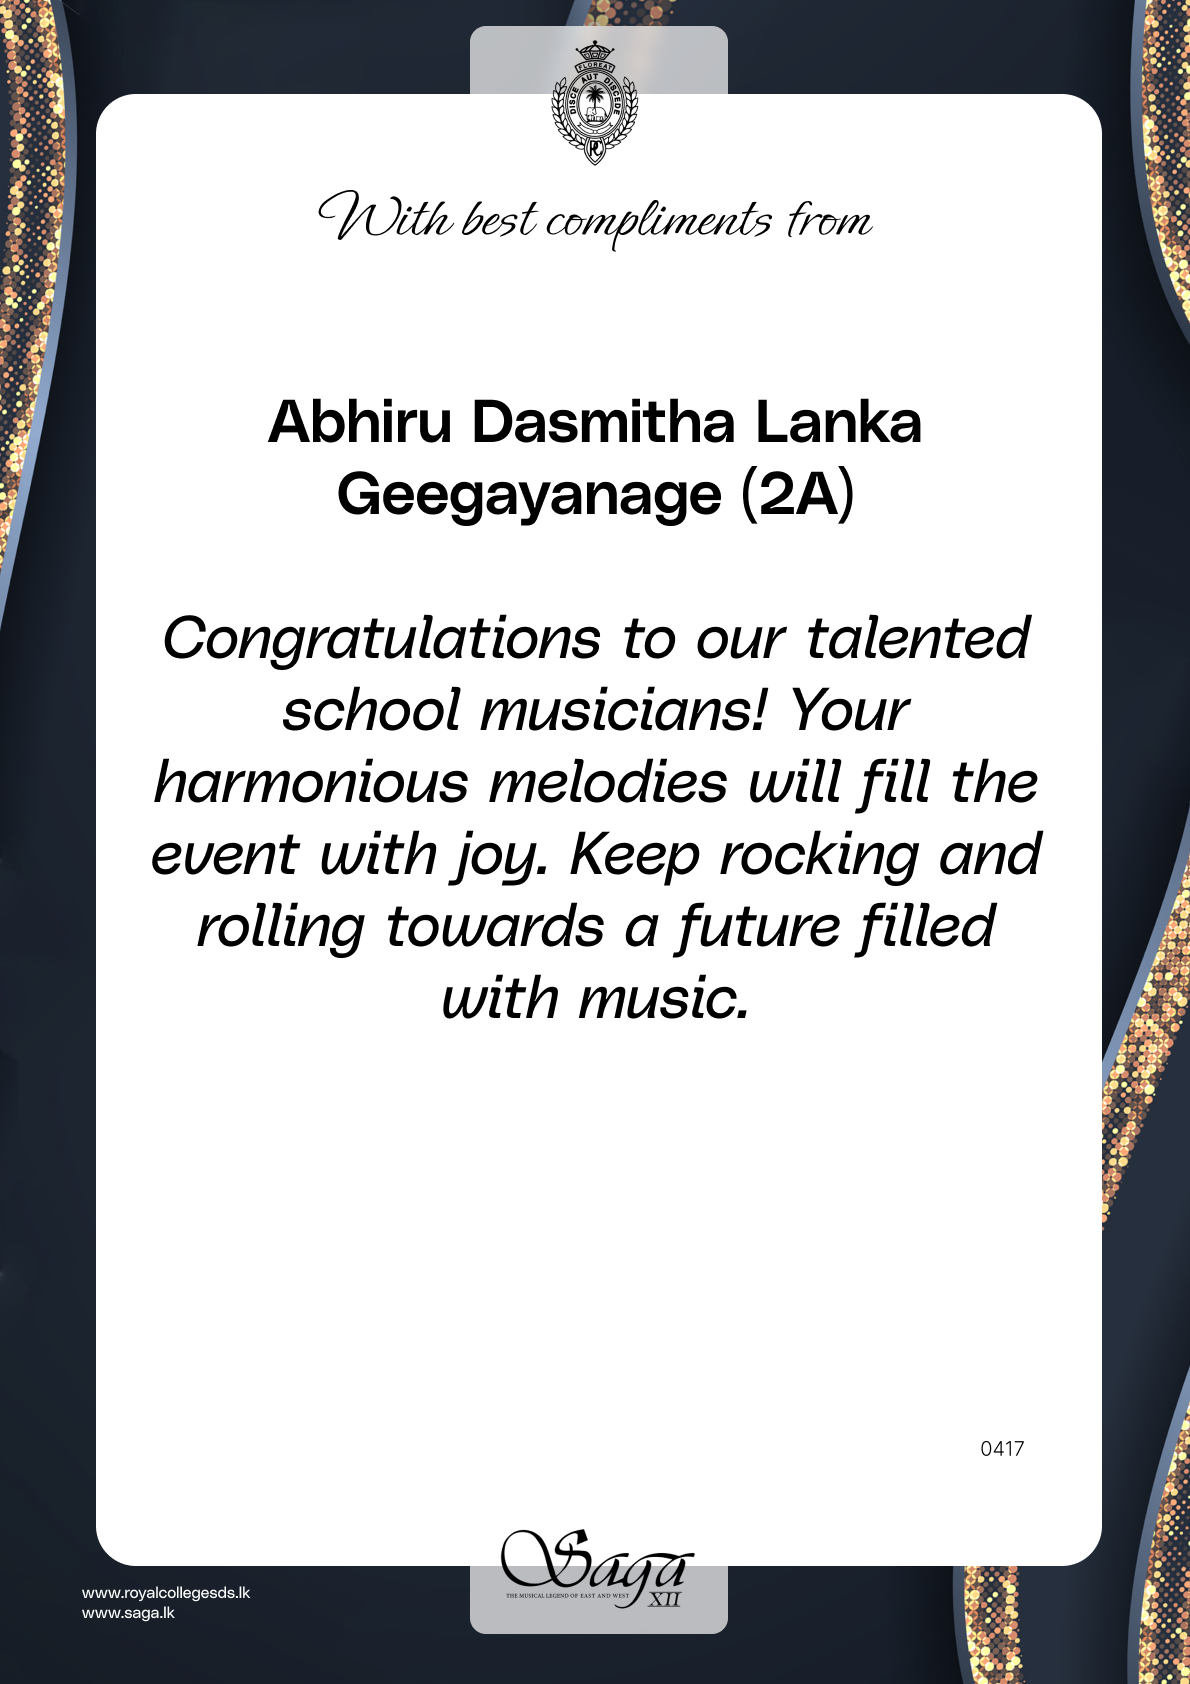 FLOREAT
DISCE AUT DISCEDE
RC
With best compliments from
Abhiru Dasmitha Lanka
Geegayanage (2A)
Congratulations to our talented
school musicians! Your
harmonious melodies will fill the
event with joy. Keep rocking and
rolling towards a future filled
with music.
0417
Saga
THE MUSICAL LEGEND OF EAST AND WEST
XII
www.royalcollegesds.lk
www.saga.lk